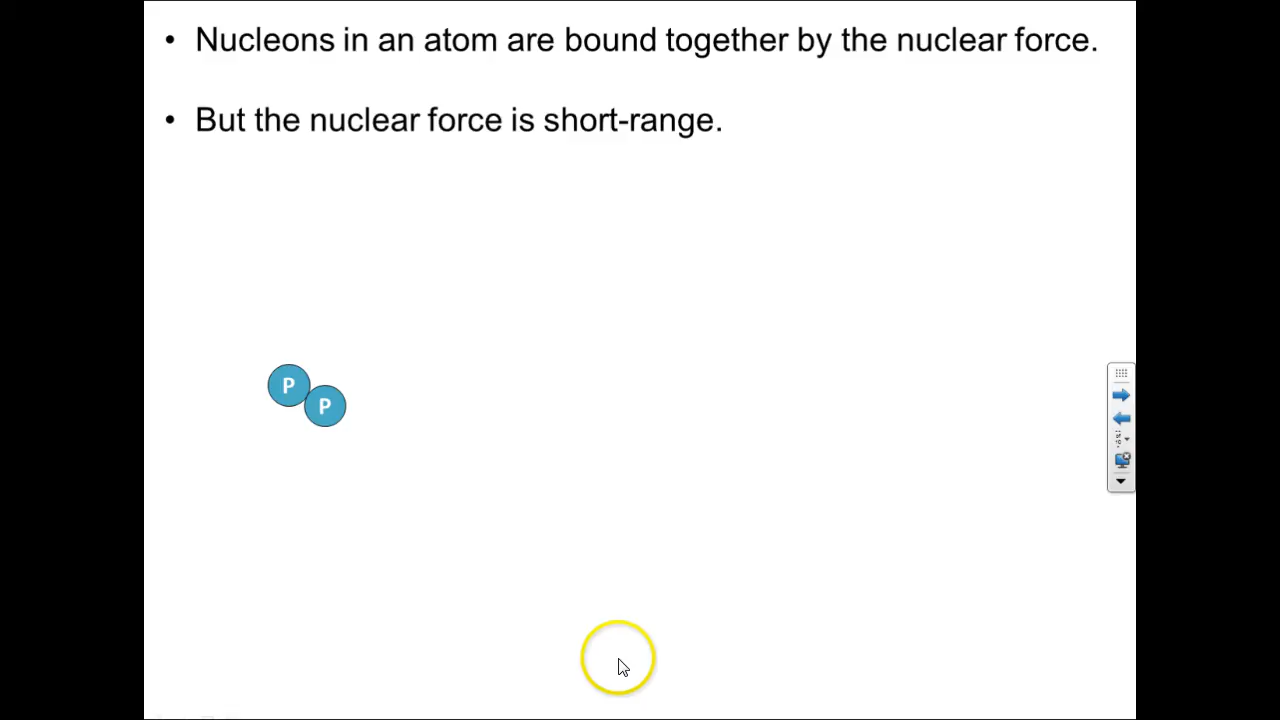 • Nucleons in an atom are bound together by the nuclear force.
• But the nuclear force is short-range.
P
P